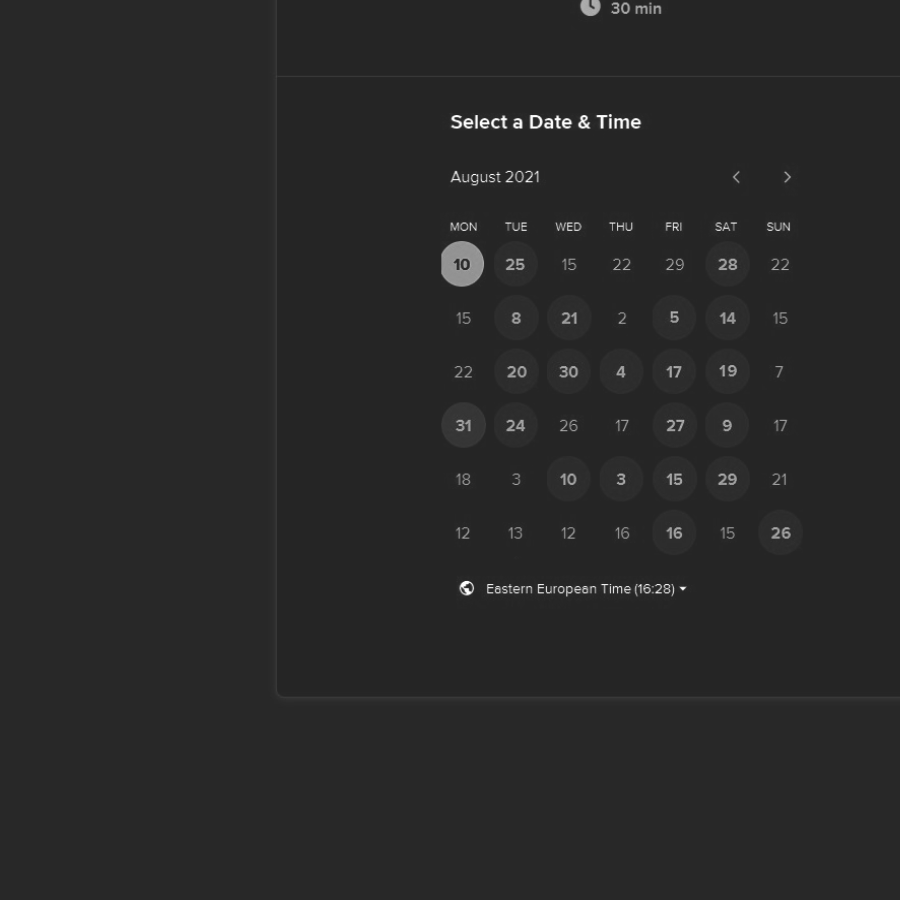 30 min
Select a Date & Time
August 2021
MON TUE WED THU FRI SAT SUN
10 25 15 22 29 28 22
15 8 21 2 5 14 15
22 20 30 4 17 19 7
31 24 26 17 27 9 17
18 3 10 3 15 29 21
12 13 12 16 16 15 26
Eastern European Time (16:28)